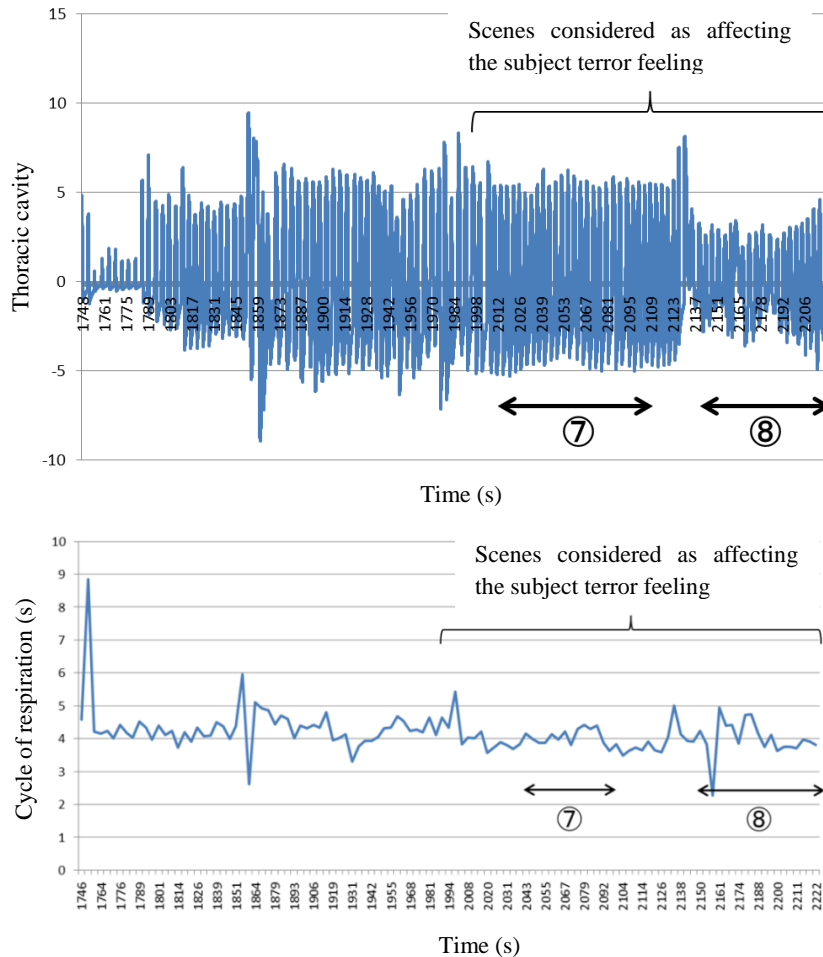 Scenes considered as affecting
the subject terror feeling
15
10
5
0
-5
-10
Thoracic cavity
1748 1761 1775 1789 1803 1817 1831 1845 1859 1873 1887 1900 1914 1928 1942 1956 1970 1984 1998 2012 2026 2039 2053 2067 2081 2095 2109 2123 2137 2151 2165 2178 2192 2206
⑦ ⑧
Time (s)
Scenes considered as affecting
the subject terror feeling
10
9
8
7
6
5
4
3
2
1
0
Cycle of respiration (s)
⑦ ⑧
1746 1764 1776 1789 1801 1814 1826 1839 1851 1864 1879 1893 1906 1919 1931 1942 1955 1968 1981 1994 2008 2020 2031 2043 2055 2067 2079 2092 2104 2114 2126 2138 2150 2161 2174 2188 2200 2211 2222
Time (s)